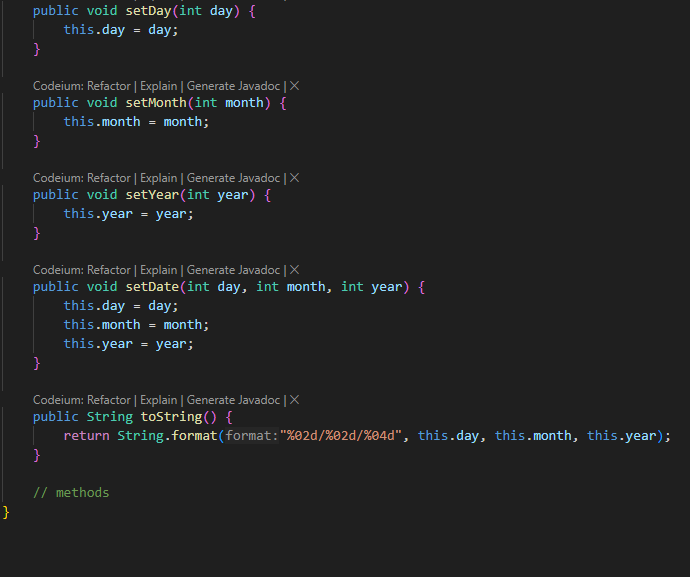 public void setDay(int day) {
this.day = day;
}
Codeium: Refactor | Explain | Generate Javadoc | ×
public void setMonth(int month) {
this.month = month;
}
Codeium: Refactor | Explain | Generate Javadoc | ×
public void setYear(int year) {
this.year = year;
}
Codeium: Refactor | Explain | Generate Javadoc | ×
public void setDate(int day, int month, int year) {
this.day = day;
this.month = month;
this.year = year;
}
Codeium: Refactor | Explain | Generate Javadoc | ×
public String toString() {
return String.format(format:"%02d/%02d/%04d", this.day, this.month, this.year);
}
// methods
}